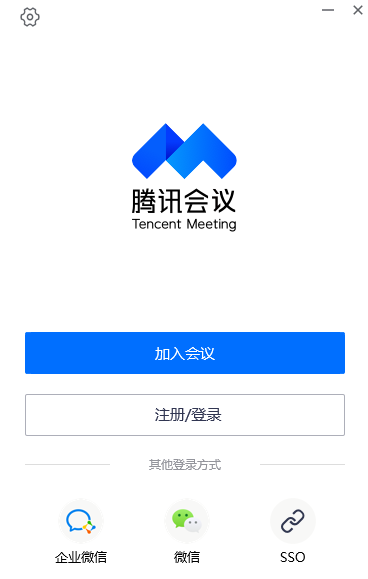 腾讯会议
Tencent Meeting
加入会议
注册/登录
其他登录方式
企业微信
微信
SSO